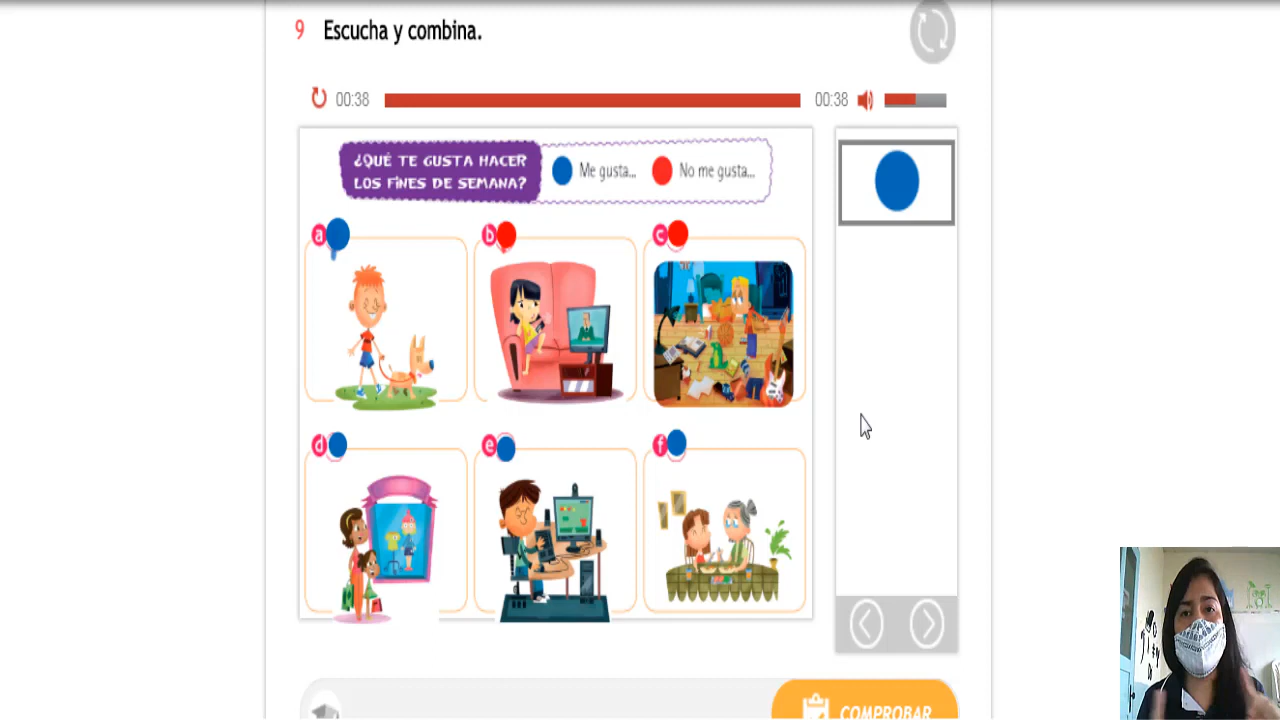 9 Escucha y combina.
00:38 00:38
¿QUÉ TE GUSTA HACER
LOS FINES DE SEMANA?
Me gusta... No me gusta...
a b c
d e f
COMPROBAR